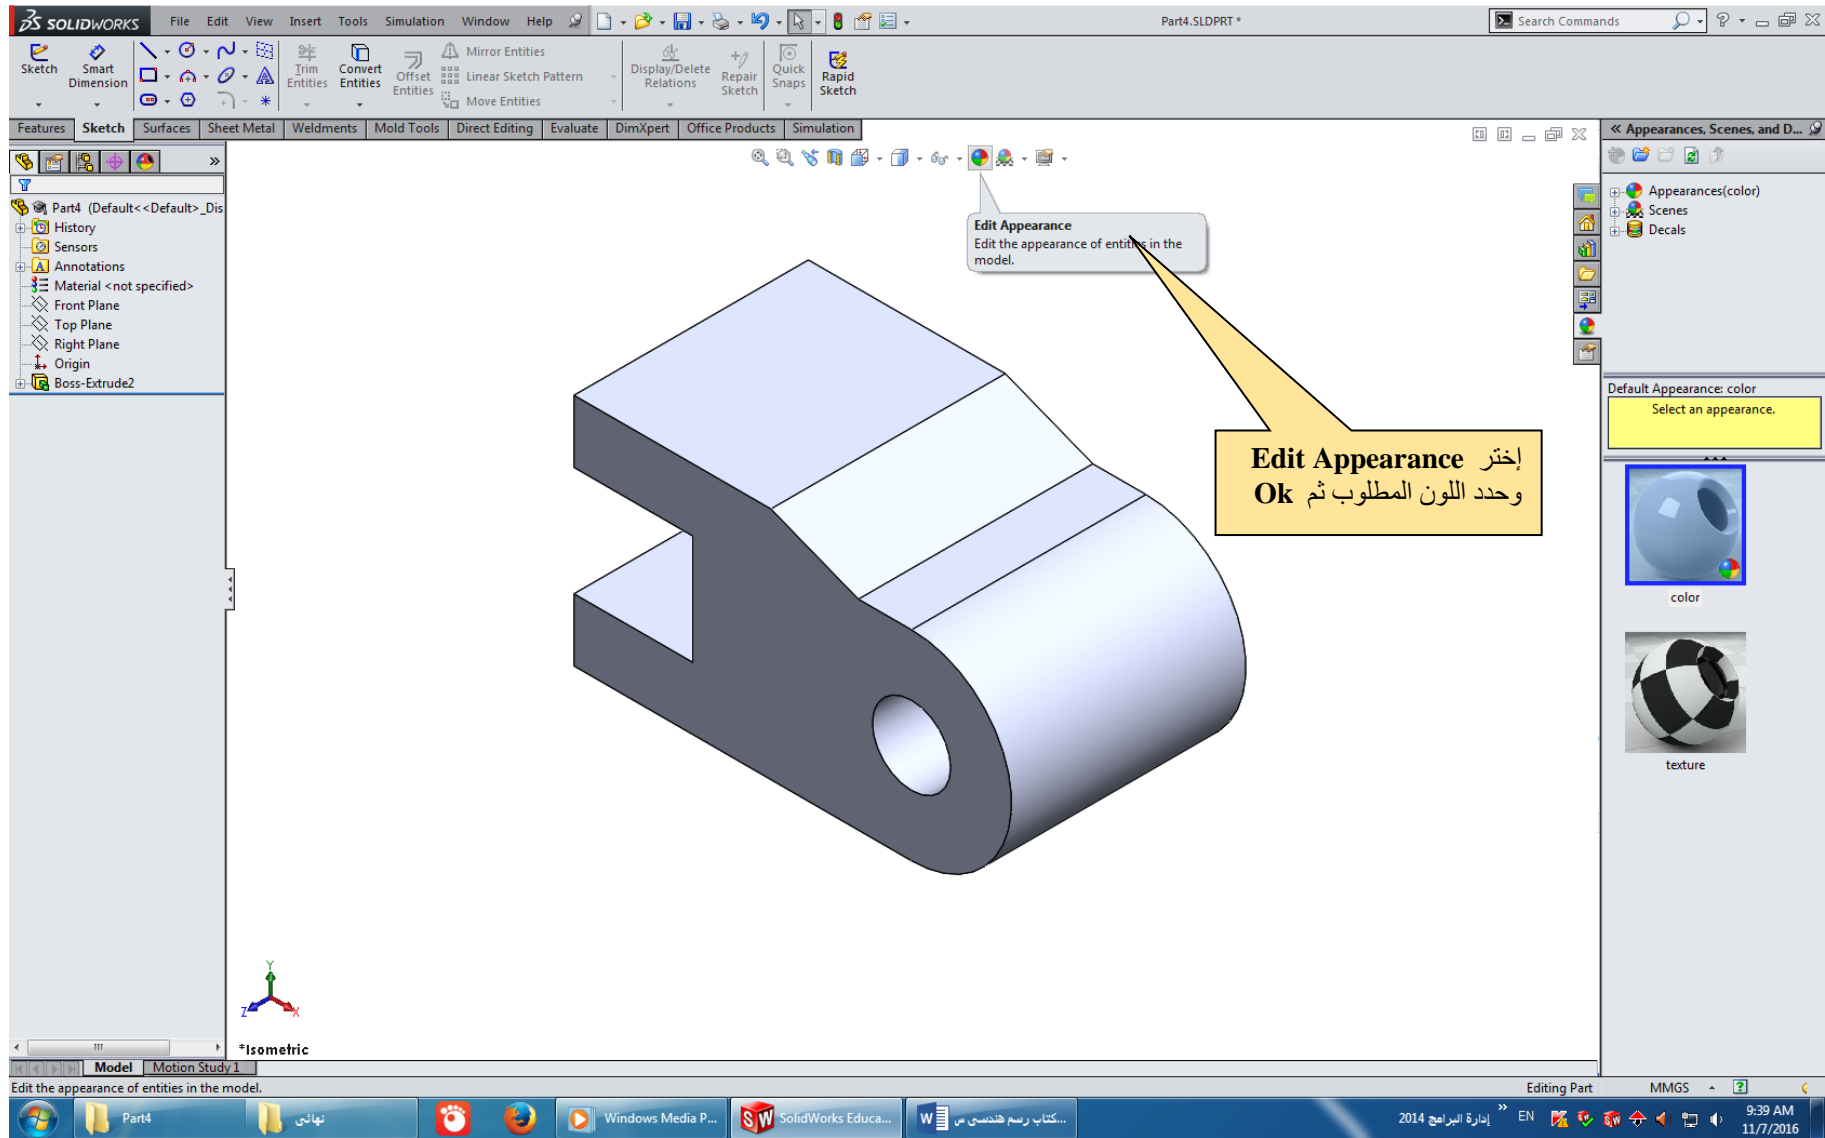 SOLIDWORKS File Edit View Insert Tools Simulation Window Help Part4.SLDPRT * Search Commands
Sketch Smart Dimension Trim Entities Convert Entities Offset Entities Mirror Entities Linear Sketch Pattern Move Entities Display/Delete Relations Repair Sketch Quick Snaps Rapid Sketch
Features Sketch Surfaces Sheet Metal Weldments Mold Tools Direct Editing Evaluate DimXpert Office Products Simulation
« Appearances, Scenes, and D...
»
Part4 (Default<<Default>_Dis
History
Sensors
A Annotations
Material <not specified>
Front Plane
Top Plane
Right Plane
Origin
Boss-Extrude2
Edit Appearance
Edit the appearance of entities in the
model.
إختر Edit Appearance
وحدد اللون المطلوب ثم Ok
Appearances(color)
Scenes
Decals
Default Appearance: color
Select an appearance.
color
texture
Y
Z
X
*Isometric
Model Motion Study 1
Edit the appearance of entities in the model. Editing Part MMGS
Part4 نهائى Windows Media P... SolidWorks Educa... كتاب رسم هندسى س... إدارة البرامج 2014 » EN 9:39 AM
11/7/2016